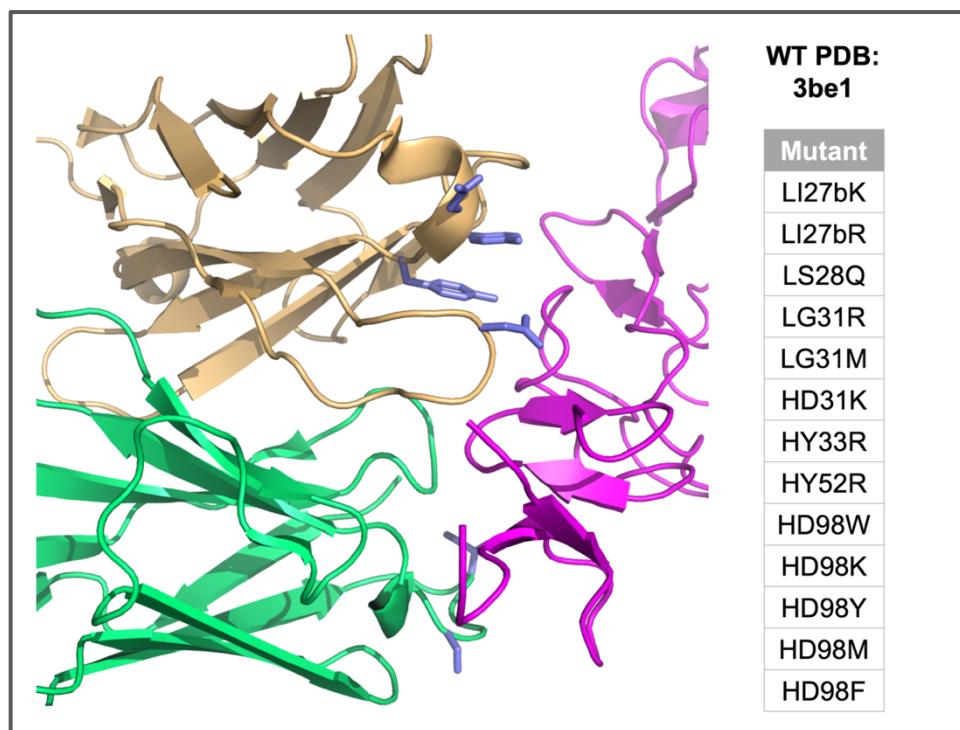 WT PDB:
3be1
Mutant
LI27bK
LI27bR
LS28Q
LG31R
LG31M
HD31K
HY33R
HY52R
HD98W
HD98K
HD98Y
HD98M
HD98F